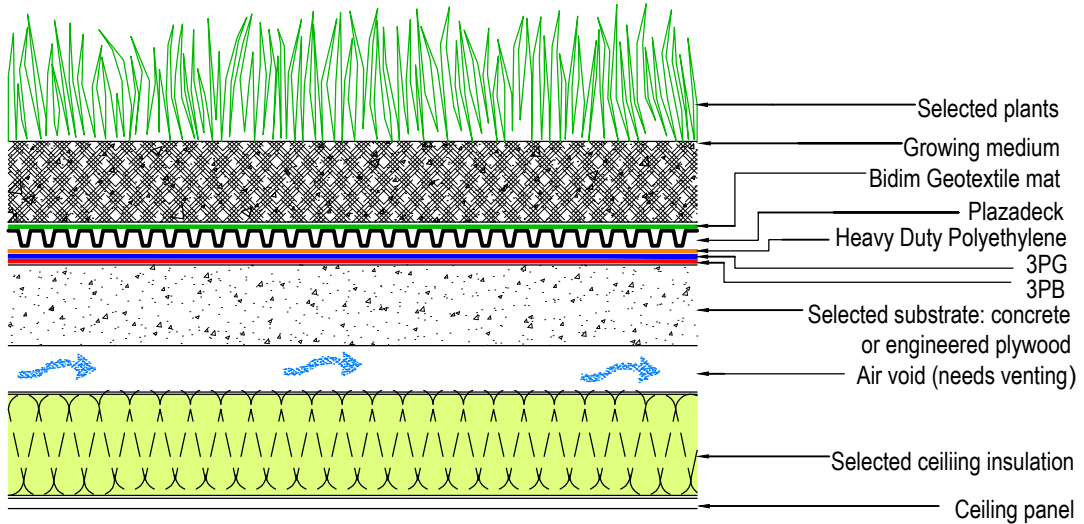 Selected plants
Growing medium
Bidim Geotextile mat
Plazadeck
Heavy Duty Polyethylene
3PG
3PB
Selected substrate: concrete
or engineered plywood
Air void (needs venting)
Selected ceiliing insulation
Ceiling panel